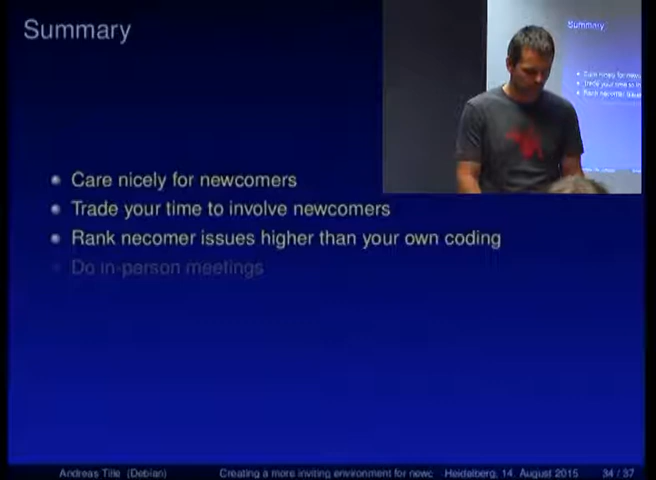 Summary
Summary
Care nicely for newcomers
Trade your time to involve newcomers
Rank necomer issues higher than your own coding
Do in-person meetings
Andreas Tille (Debian) Creating a more inviting environment for newc Heidelberg, 14. August 2015 34 / 37